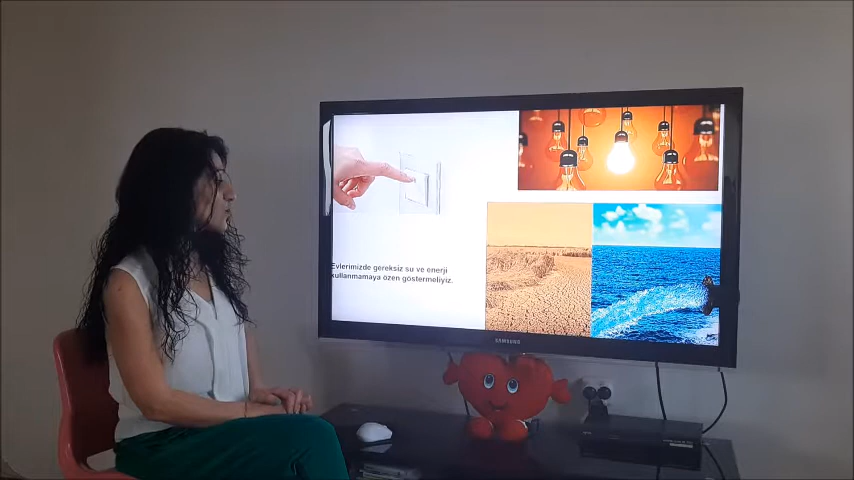 Evlerimizde gereksiz su ve enerji
kullanmamaya özen göstermeliyiz.
SAMSUNG